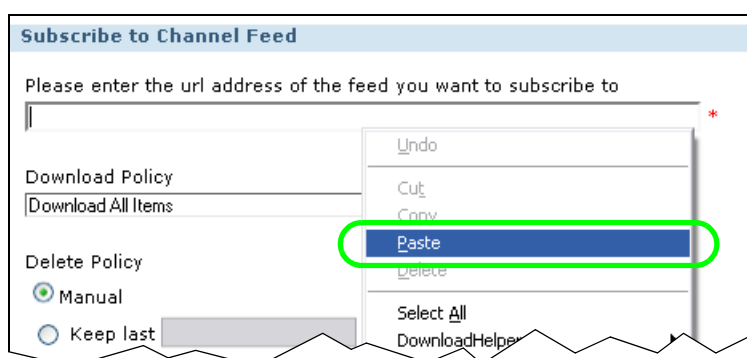 Subscribe to Channel Feed
Please enter the url address of the feed you want to subscribe to
*
Undo
Download Policy
Cut
Download All Items
Copy
Paste
Delete Policy
Delete
Manual
Select All
Keep last
DownloadHelper